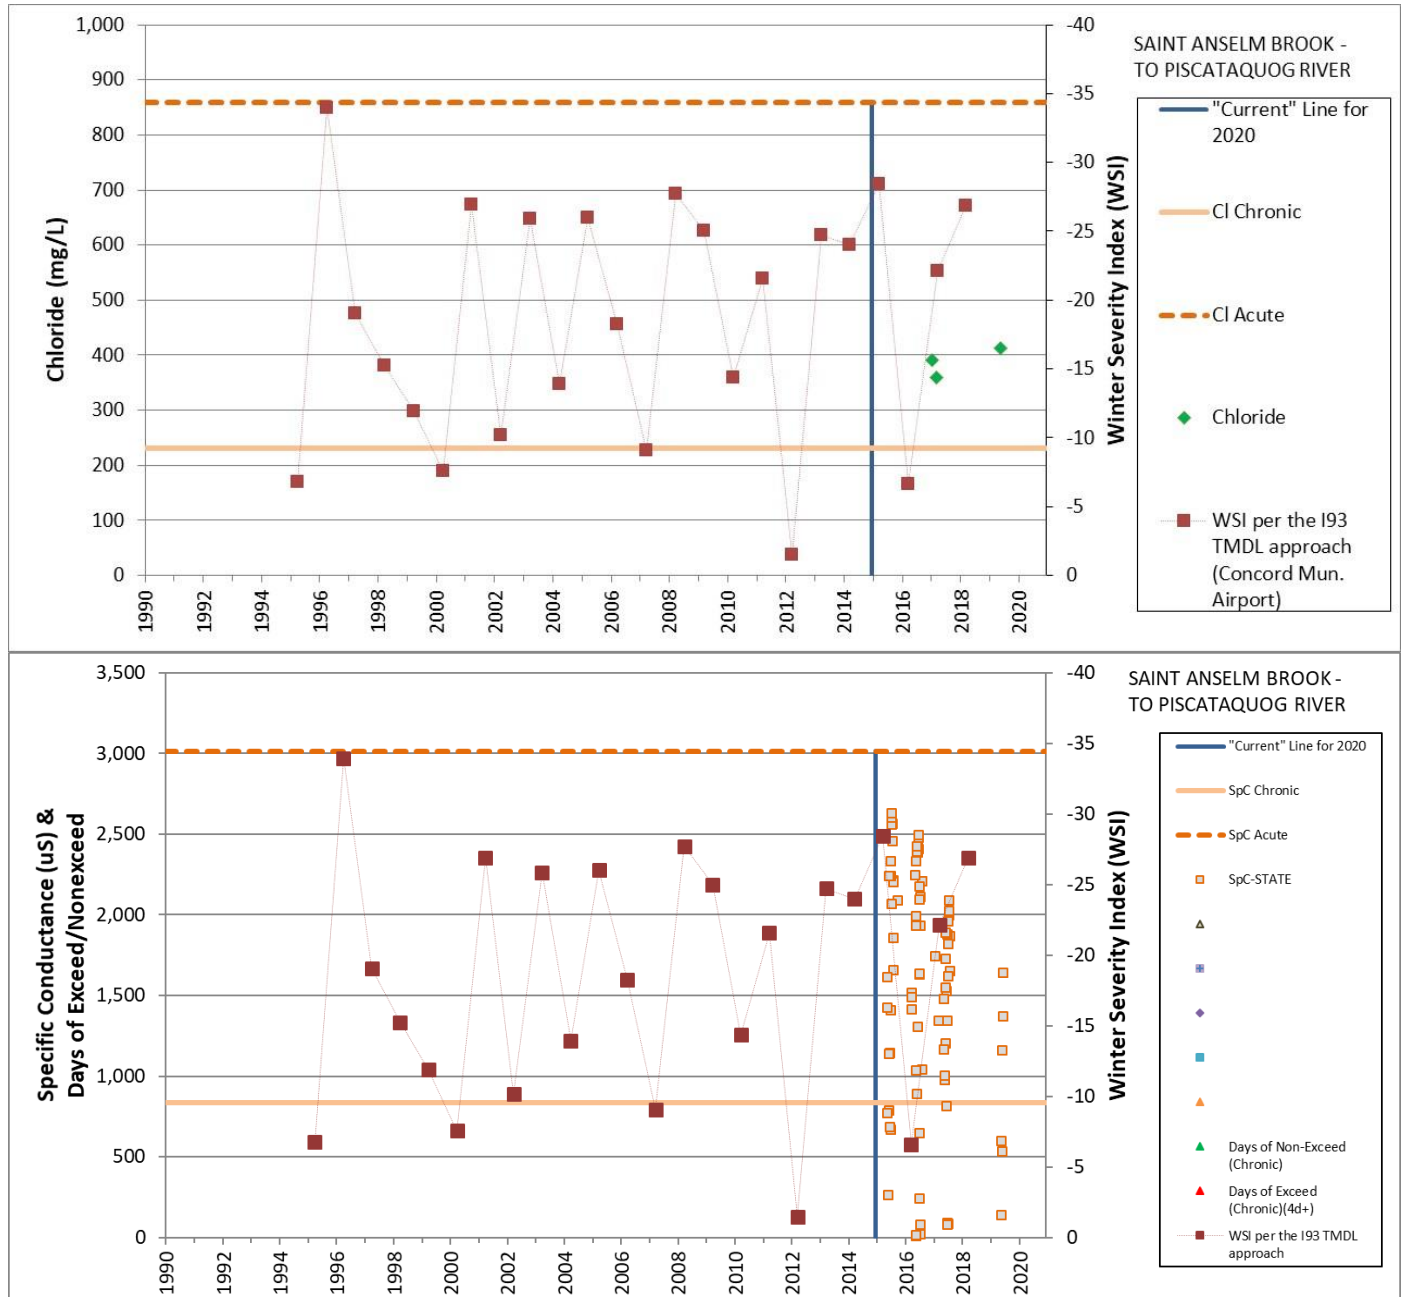 SAINT ANSELM BROOK -
TO PISCATAQUOG RIVER
1,000
900
800
700
600
500
400
300
200
100
0
Chloride (mg/L)
-40
-35
-30
-25
-20
-15
-10
-5
0
Winter Severity Index (WSI)
1990
1992
1994
1996
1998
2000
2002
2004
2006
2008
2010
2012
2014
2016
2018
2020
"Current" Line for
2020
Cl Chronic
Cl Acute
Chloride
WSI per the I93
TMDL approach
(Concord Mun.
Airport)
SAINT ANSELM BROOK -
TO PISCATAQUOG RIVER
3,500
3,000
2,500
2,000
1,500
1,000
500
0
Specific Conductance (uS) &
Days of Exceed/Nonexceed
-40
-35
-30
-25
-20
-15
-10
-5
0
Winter Severity Index (WSI)
1990
1992
1994
1996
1998
2000
2002
2004
2006
2008
2010
2012
2014
2016
2018
2020
"Current" Line for 2020
SpC Chronic
SpC Acute
SpC-STATE
Days of Non-Exceed
(Chronic)
Days of Exceed
(Chronic)(4d+)
WSI per the I93 TMDL
approach